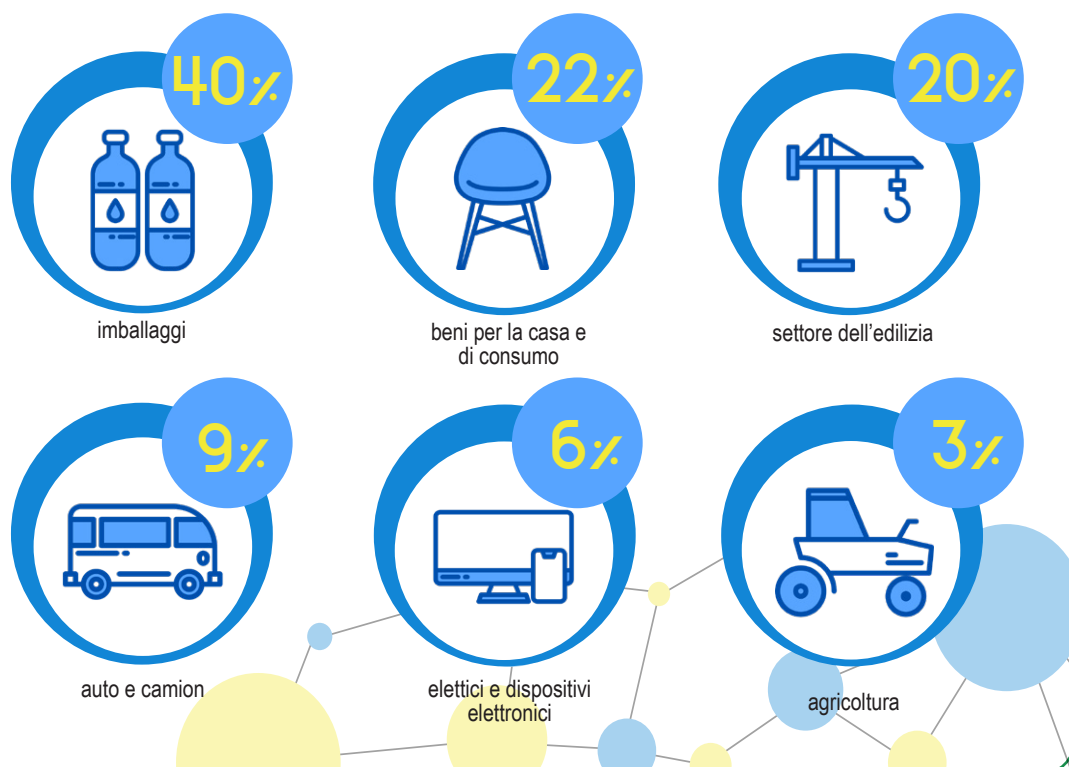 40%
22%
20%
imballaggi
beni per la casa e
di consumo
settore dell'edilizia
9%
6%
3%
auto e camion
elettici e dispositivi
elettronici
agricoltura